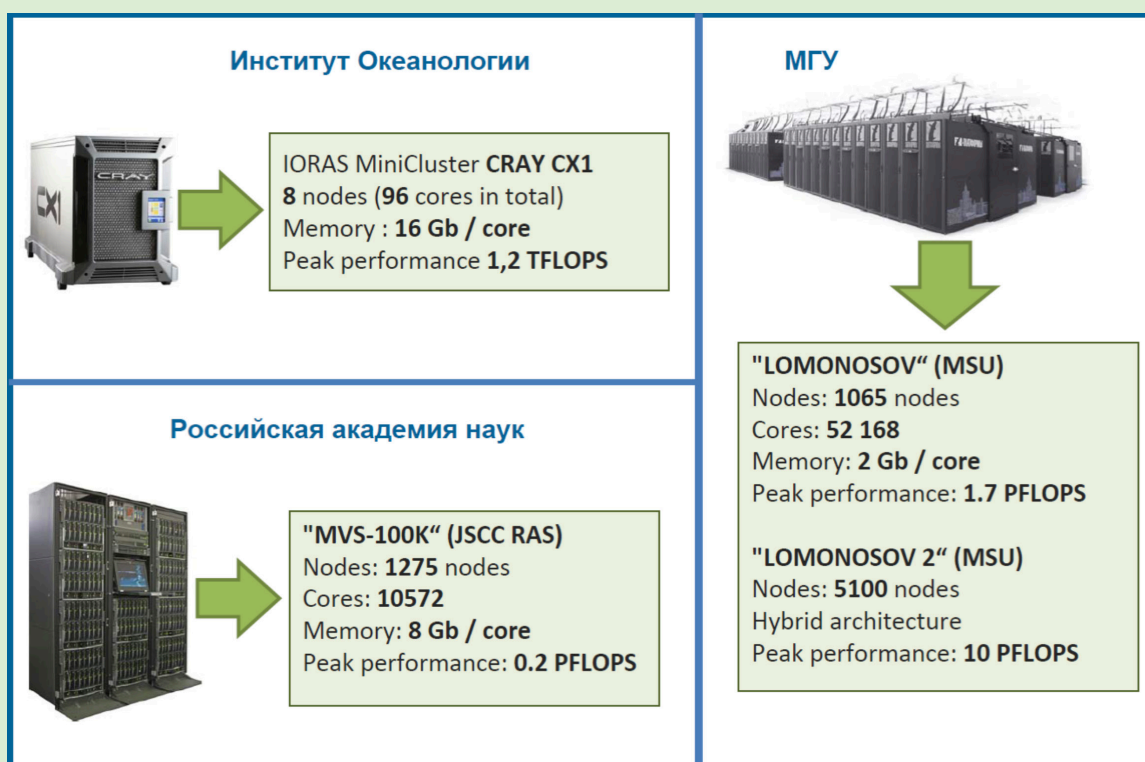 Институт Океанологии
CRAY
CX1
IORAS MiniCluster CRAY CX1
8 nodes (96 cores in total)
Memory : 16 Gb / core
Peak performance 1,2 TFLOPS
Российская академия наук
"MVS-100K“ (JSCC RAS)
Nodes: 1275 nodes
Cores: 10572
Memory: 8 Gb / core
Peak performance: 0.2 PFLOPS
МГУ
"LOMONOSOV“ (MSU)
Nodes: 1065 nodes
Cores: 52 168
Memory: 2 Gb / core
Peak performance: 1.7 PFLOPS
"LOMONOSOV 2“ (MSU)
Nodes: 5100 nodes
Hybrid architecture
Peak performance: 10 PFLOPS